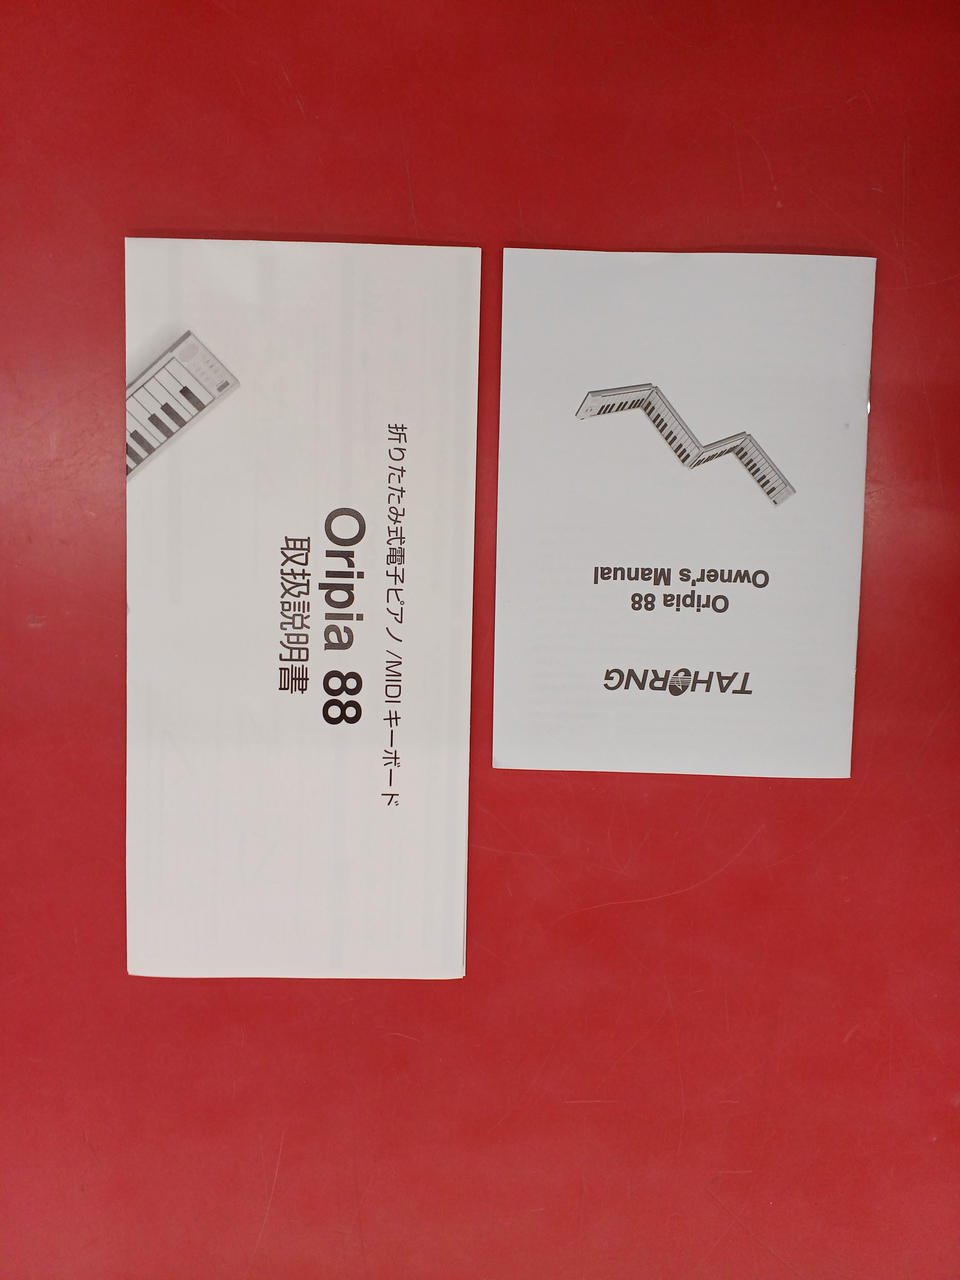 折りたたみ式電子ピアノ /MIDI キーボード
Oripia 88
取扱説明書
TAHORNG
Oripia 88
Owner's Manual